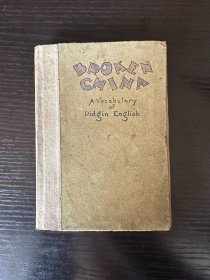 BROKEN
CHINA
A Vocabulary
of
Pidgin English